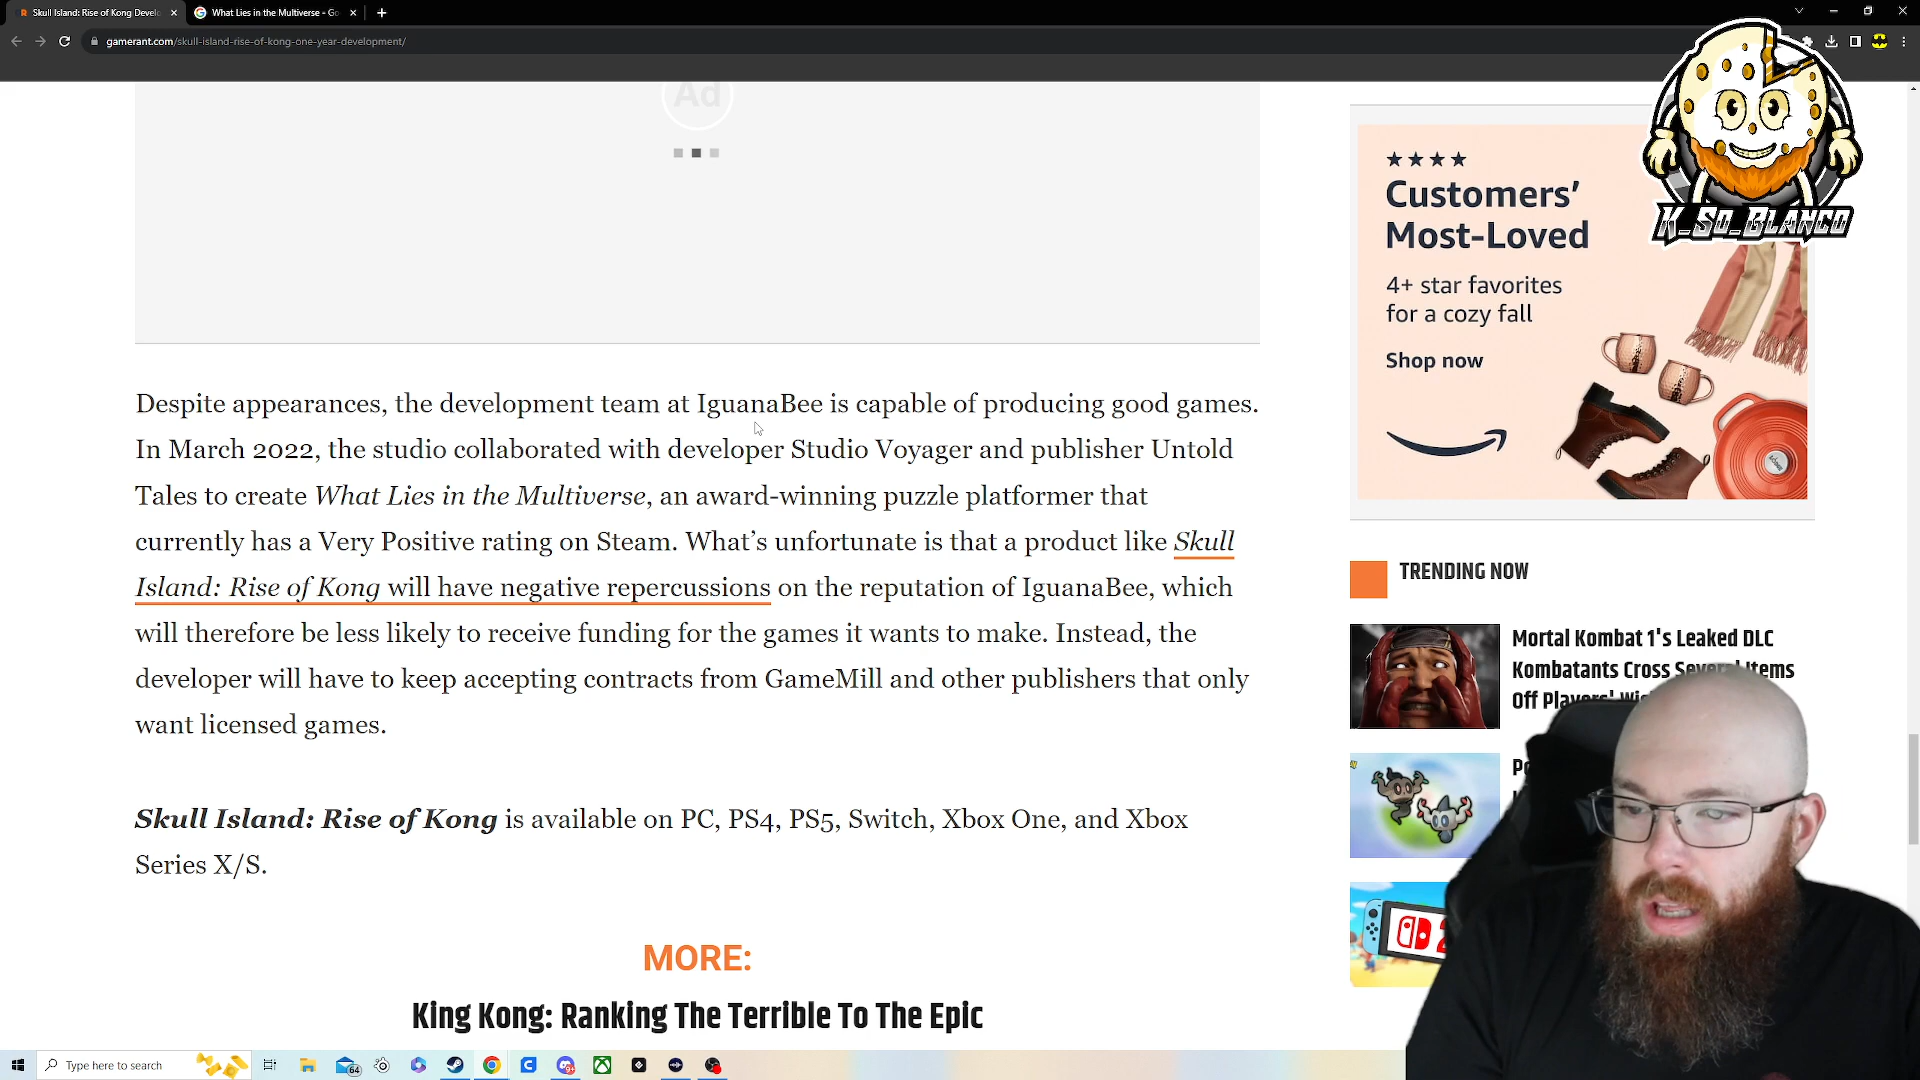 Skull Island: Rise of Kong Develo
What Lies in the Multiverse - Go
gamerant.com/skull-island-rise-of-kong-one-year-development/
Ad
Despite appearances, the development team at IguanaBee is capable of producing good games.
In March 2022, the studio collaborated with developer Studio Voyager and publisher Untold
Tales to create What Lies in the Multiverse, an award-winning puzzle platformer that
currently has a Very Positive rating on Steam. What's unfortunate is that a product like Skull
Island: Rise of Kong will have negative repercussions on the reputation of IguanaBee, which
will therefore be less likely to receive funding for the games it wants to make. Instead, the
developer will have to keep accepting contracts from GameMill and other publishers that only
want licensed games.
Skull Island: Rise of Kong is available on PC, PS4, PS5, Switch, Xbox One, and Xbox
Series X/S.
MORE:
King Kong: Ranking The Terrible To The Epic
K_SO_BLANCO
Customers'
Most-Loved
4+ star favorites
for a cozy fall
Shop now
TRENDING NOW
Mortal Kombat 1's Leaked DLC
Kombatants Cross Several Items
Off Players'
Type here to search
64